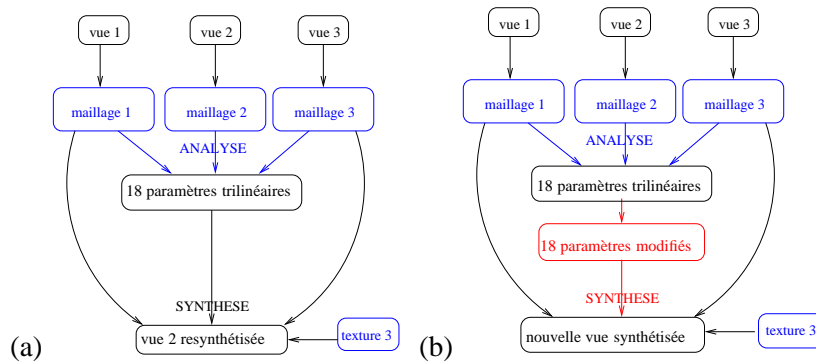 vue 1
vue 2
vue 3
maillage 1
maillage 2
maillage 3
ANALYSE
18 paramètres trilinéaires
SYNTHESE
vue 2 resynthétisée
texture 3
(a)
vue 1
vue 2
vue 3
maillage 1
maillage 2
maillage 3
ANALYSE
18 paramètres trilinéaires
18 paramètres modifiés
SYNTHESE
nouvelle vue synthétisée
texture 3
(b)